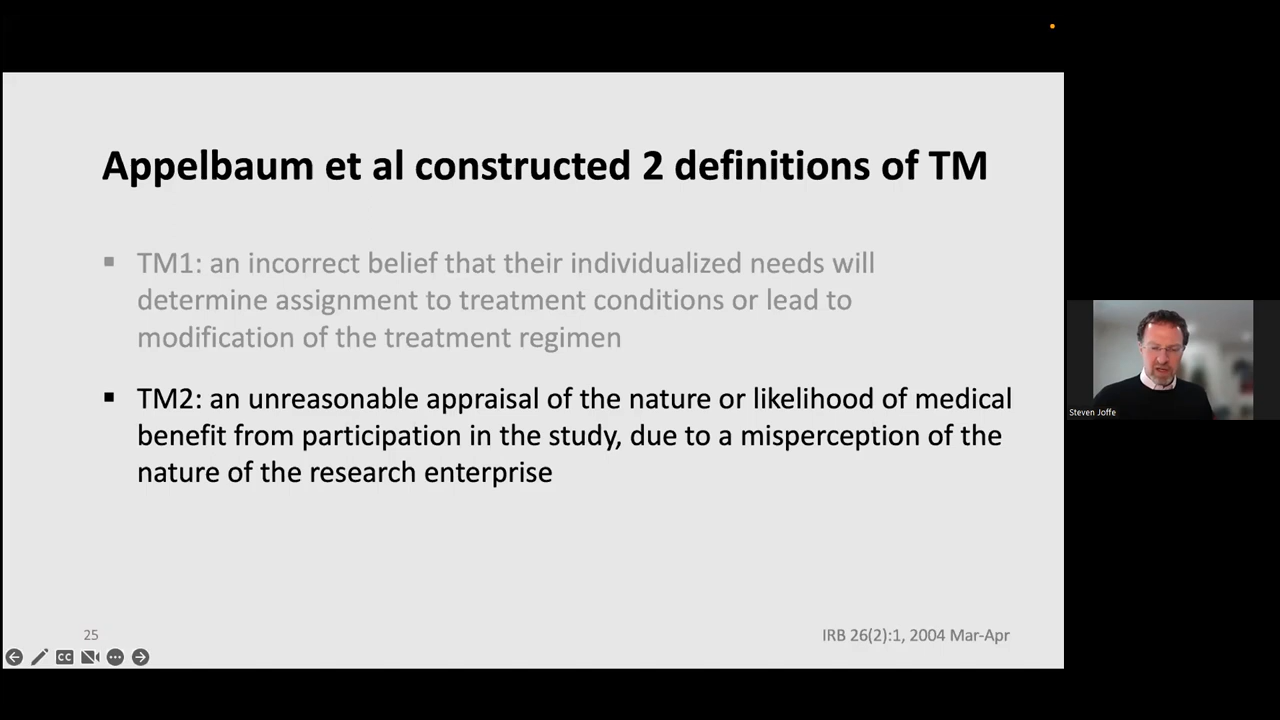 Appelbaum et al constructed 2 definitions of TM
▪ TM1: an incorrect belief that their individualized needs will
determine assignment to treatment conditions or lead to
modification of the treatment regimen
▪ TM2: an unreasonable appraisal of the nature or likelihood of medical
benefit from participation in the study, due to a misperception of the
nature of the research enterprise
Steven Joffe
25
IRB 26(2):1, 2004 Mar-Apr
CC